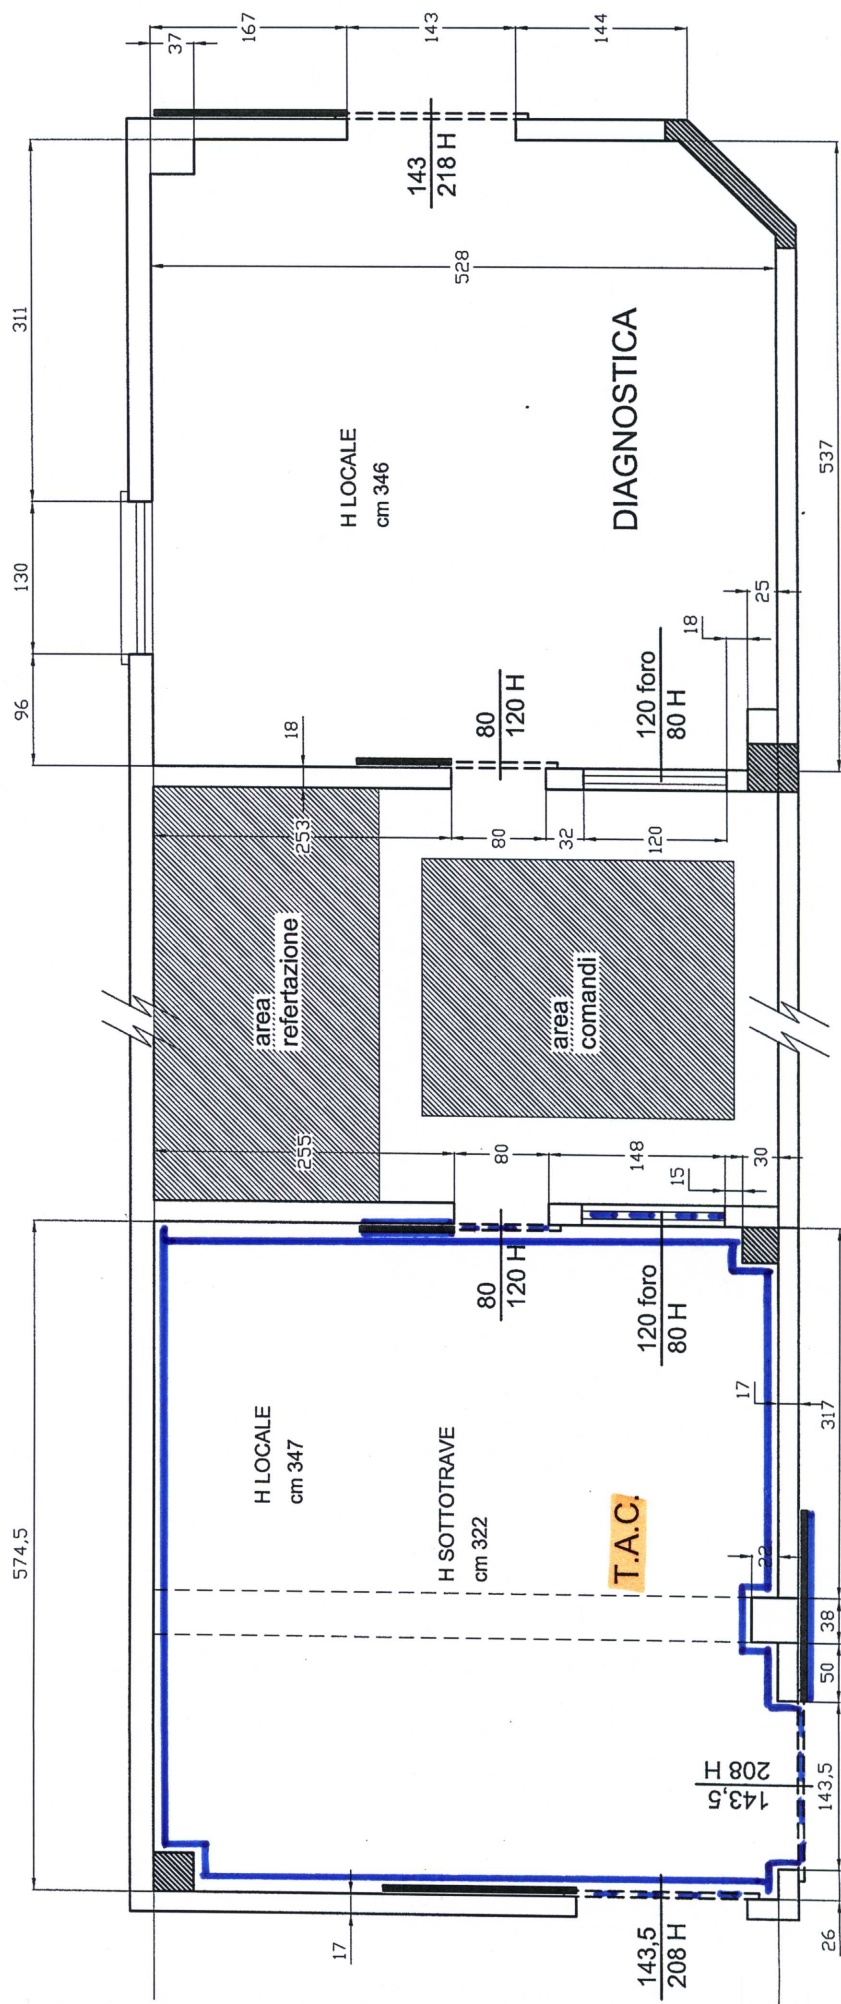 574,5
96
130
311
37
167
143
144
143
218 H
528
H LOCALE
cm 346
DIAGNOSTICA
537
25
18
80
120 H
120 foro
80 H
18
253
80
32
120
area
refertazione
area
comandi
255
80
148
15
30
80
120 H
120 foro
80 H
H LOCALE
cm 347
H SOTTOTRAVE
cm 322
T.A.C.
17
317
22
38
50
143,5
208 H
143,5
26
17
143,5
208 H